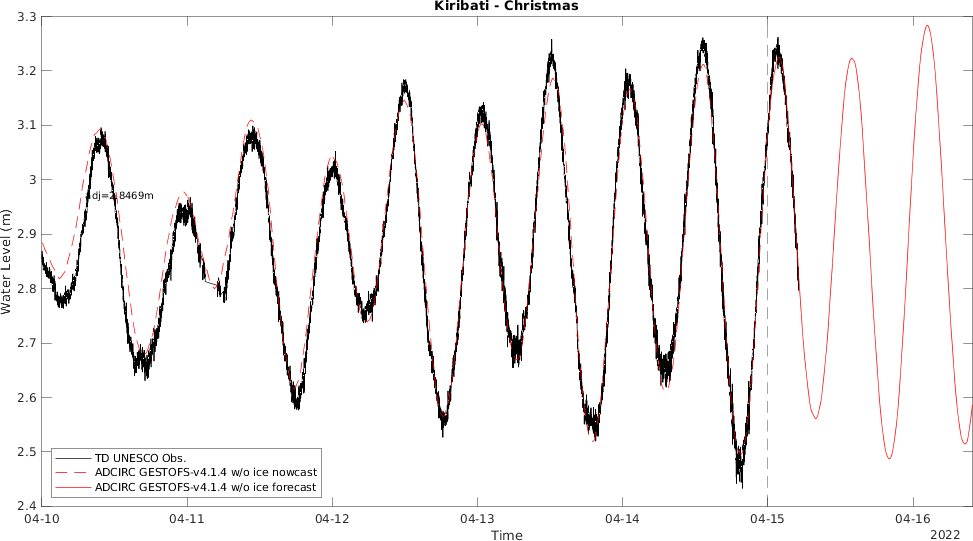 Kiribati - Christmas
3.3
3.2
3.1
3
2.9
2.8
2.7
2.6
2.5
2.4
Water Level (m)
adj=2.8469m
TD UNESCO Obs.
ADCIRC GESTOFS-v4.1.4 w/o ice nowcast
ADCIRC GESTOFS-v4.1.4 w/o ice forecast
04-10 04-11 04-12 04-13 04-14 04-15 04-16
Time
2022